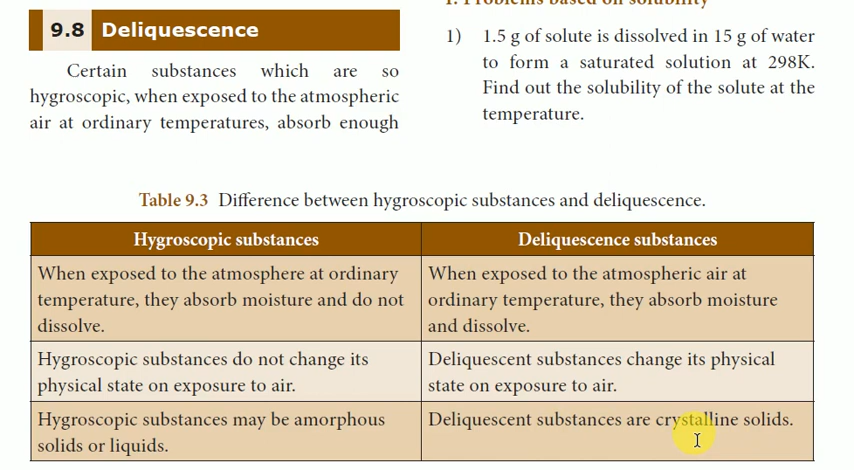 I. Problems based on solubility
9.8 Deliquescence
Certain substances which are so
hygroscopic, when exposed to the atmospheric
air at ordinary temperatures, absorb enough
1) 1.5 g of solute is dissolved in 15 g of water
to form a saturated solution at 298K.
Find out the solubility of the solute at the
temperature.
Table 9.3 Difference between hygroscopic substances and deliquescence.
Hygroscopic substances
Deliquescence substances
When exposed to the atmosphere at ordinary
temperature, they absorb moisture and do not
dissolve.
When exposed to the atmospheric air at
ordinary temperature, they absorb moisture
and dissolve.
Hygroscopic substances do not change its
physical state on exposure to air.
Deliquescent substances change its physical
state on exposure to air.
Hygroscopic substances may be amorphous
solids or liquids.
Deliquescent substances are crystalline solids.